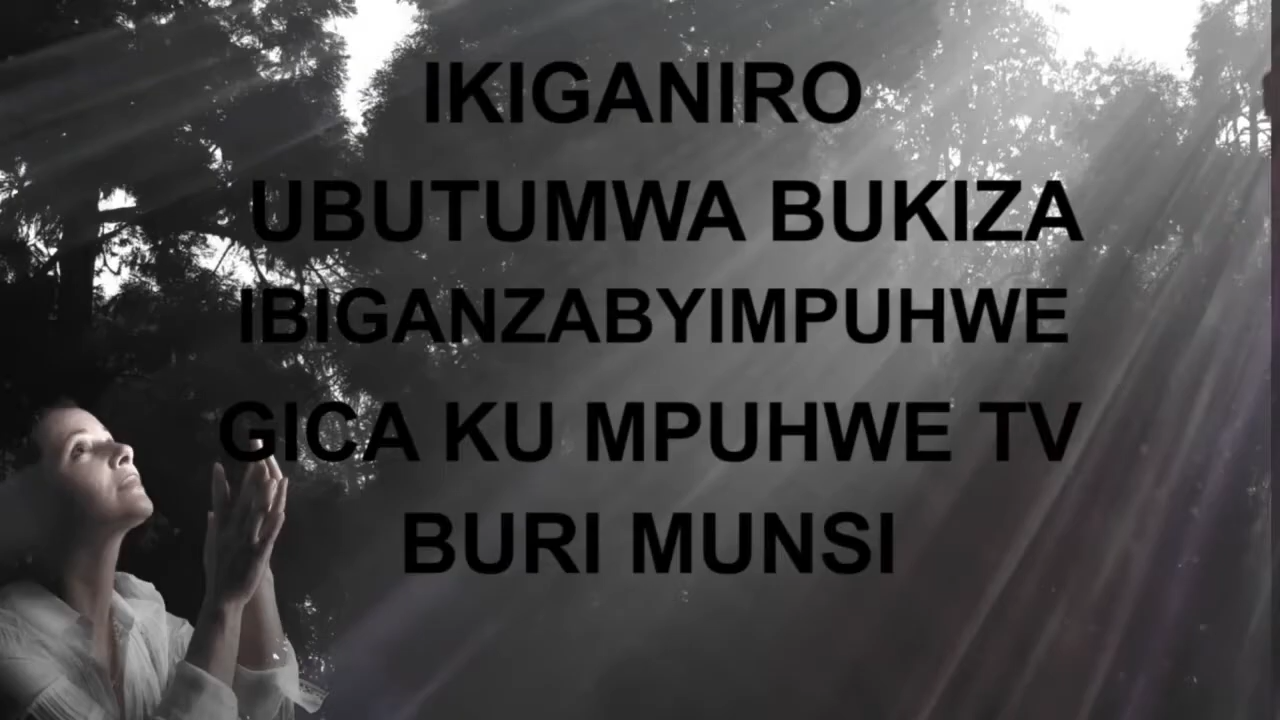 IKIGANIRO
UBUTUMWA BUKIZA
IBIGANZABYIMPUHWE
GICA KU MPUHWE TV
BURI MUNSI